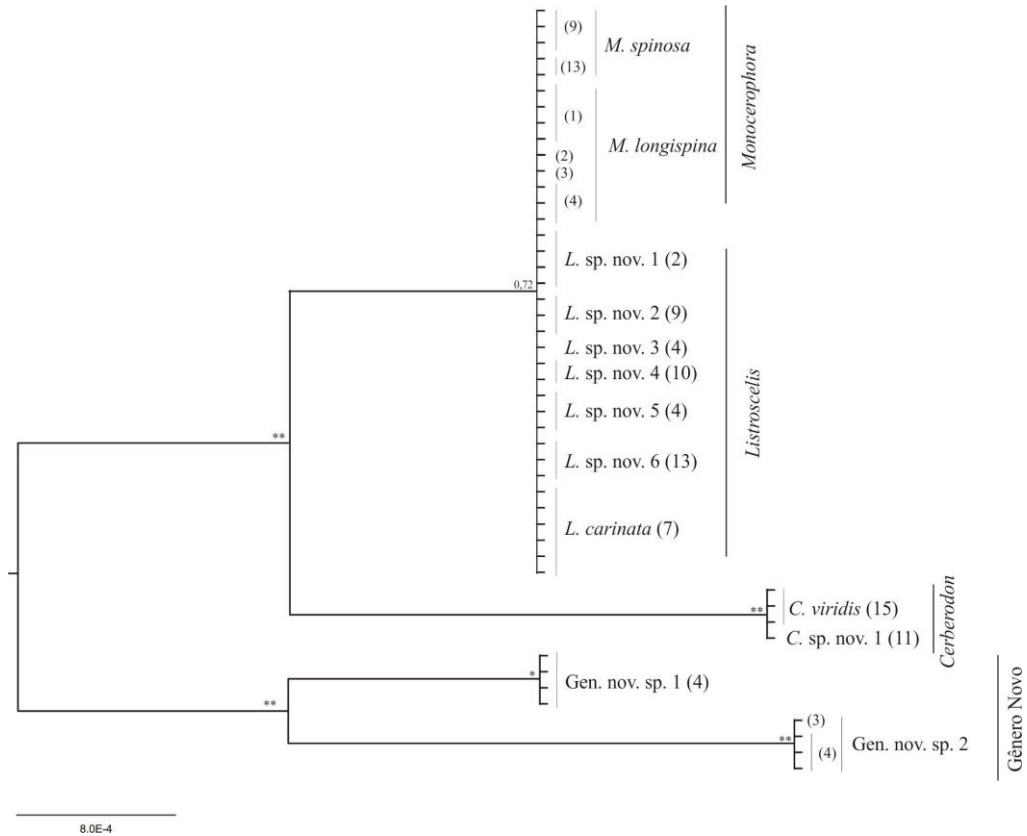 (9)
M. spinosa
(13)
(1)
M. longispina
(2)
(3)
(4)
Monocerophora
L. sp. nov. 1 (2)
0,72
L. sp. nov. 2 (9)
L. sp. nov. 3 (4)
L. sp. nov. 4 (10)
L. sp. nov. 5 (4)
L. sp. nov. 6 (13)
L. carinata (7)
Listroscelis
**
**
C. viridis (15)
C. sp. nov. 1 (11)
Cerberodon
*
Gen. nov. sp. 1 (4)
**
**
(3)
(4)
Gen. nov. sp. 2
Gênero Novo
8.0E-4